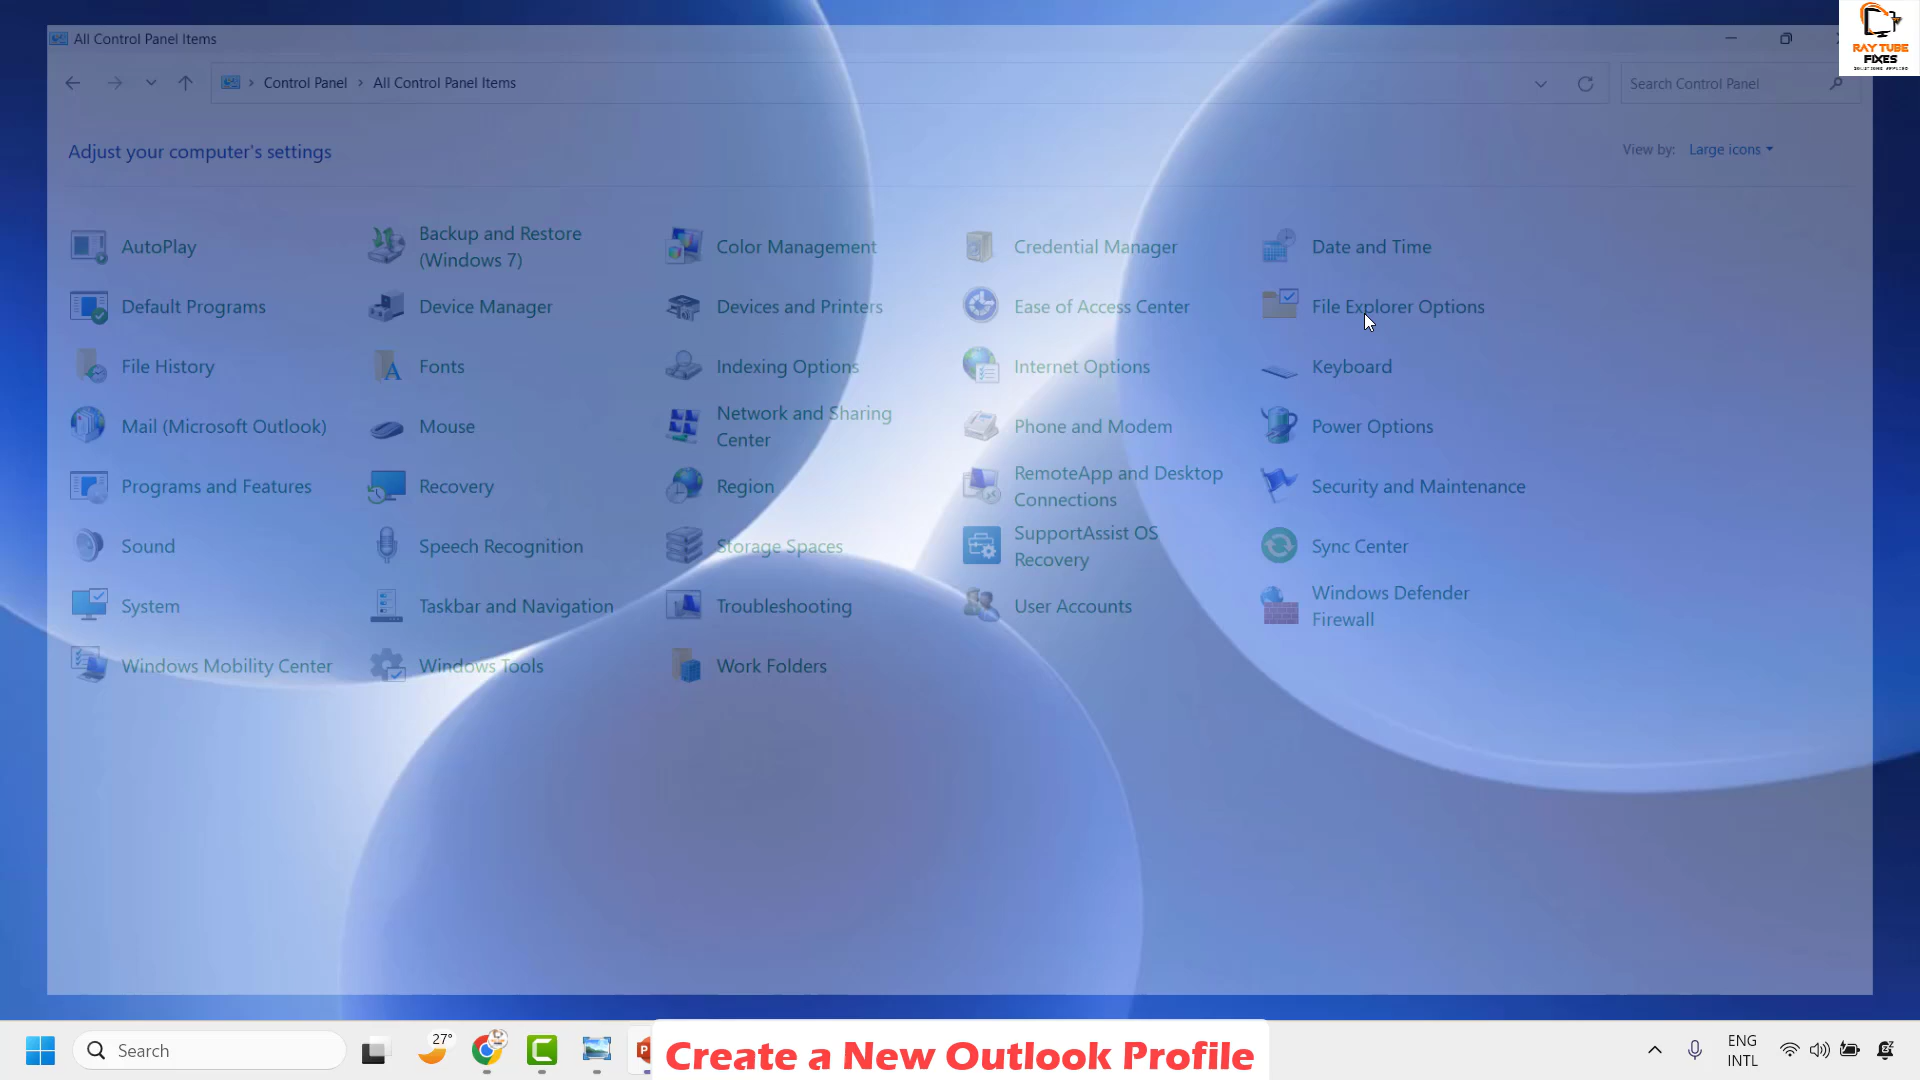 All Control Panel Items
RAY TUBE
FIXES
SOLUTIONS APPLIED
Control Panel > All Control Panel Items
Search Control Panel
Adjust your computer's settings
View by: Large icons
AutoPlay
Backup and Restore
(Windows 7)
Color Management
Credential Manager
Date and Time
Default Programs
Device Manager
Devices and Printers
Ease of Access Center
File Explorer Options
File History
Fonts
Indexing Options
Internet Options
Keyboard
Mail (Microsoft Outlook)
Mouse
Network and Sharing
Center
Phone and Modem
Power Options
Programs and Features
Recovery
Region
RemoteApp and Desktop
Connections
Security and Maintenance
Sound
Speech Recognition
Storage Spaces
SupportAssist OS
Recovery
Sync Center
System
Taskbar and Navigation
Troubleshooting
User Accounts
Windows Defender
Firewall
Windows Mobility Center
Windows Tools
Work Folders
Search
27°
Create a New Outlook Profile
ENG
INTL